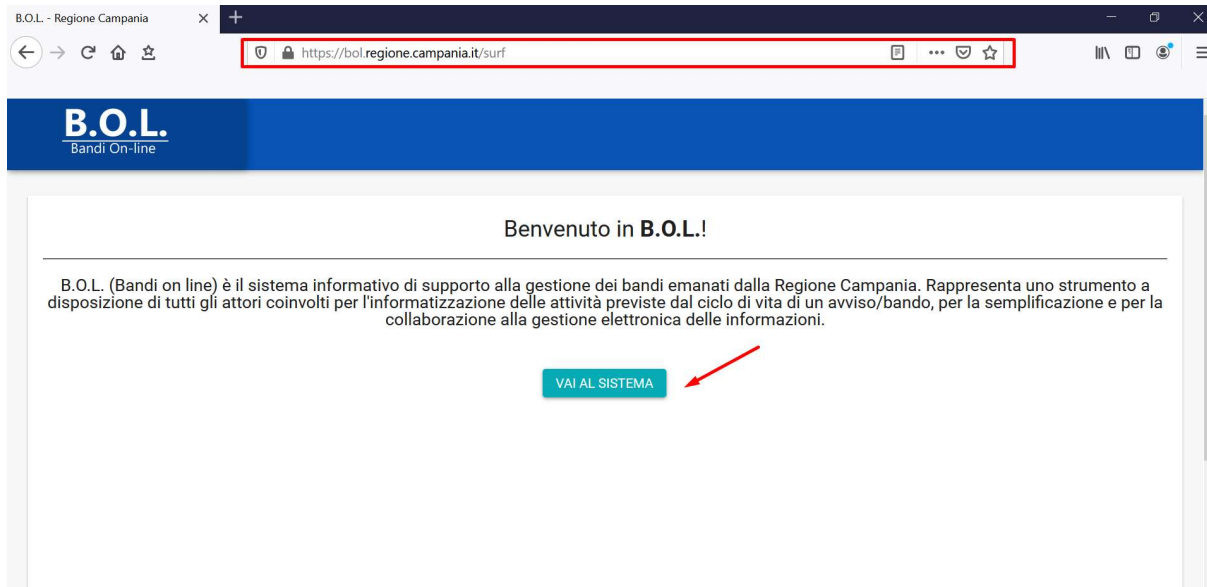 B.O.L. - Regione Campania
https://bol.regione.campania.it/surf
B.O.L.
Bandi On-line
Benvenuto in B.O.L.!
B.O.L. (Bandi on line) è il sistema informativo di supporto alla gestione dei bandi emanati dalla Regione Campania. Rappresenta uno strumento a
disposizione di tutti gli attori coinvolti per l'informatizzazione delle attività previste dal ciclo di vita di un avviso/bando, per la semplificazione e per la
collaborazione alla gestione elettronica delle informazioni.
VAI AL SISTEMA